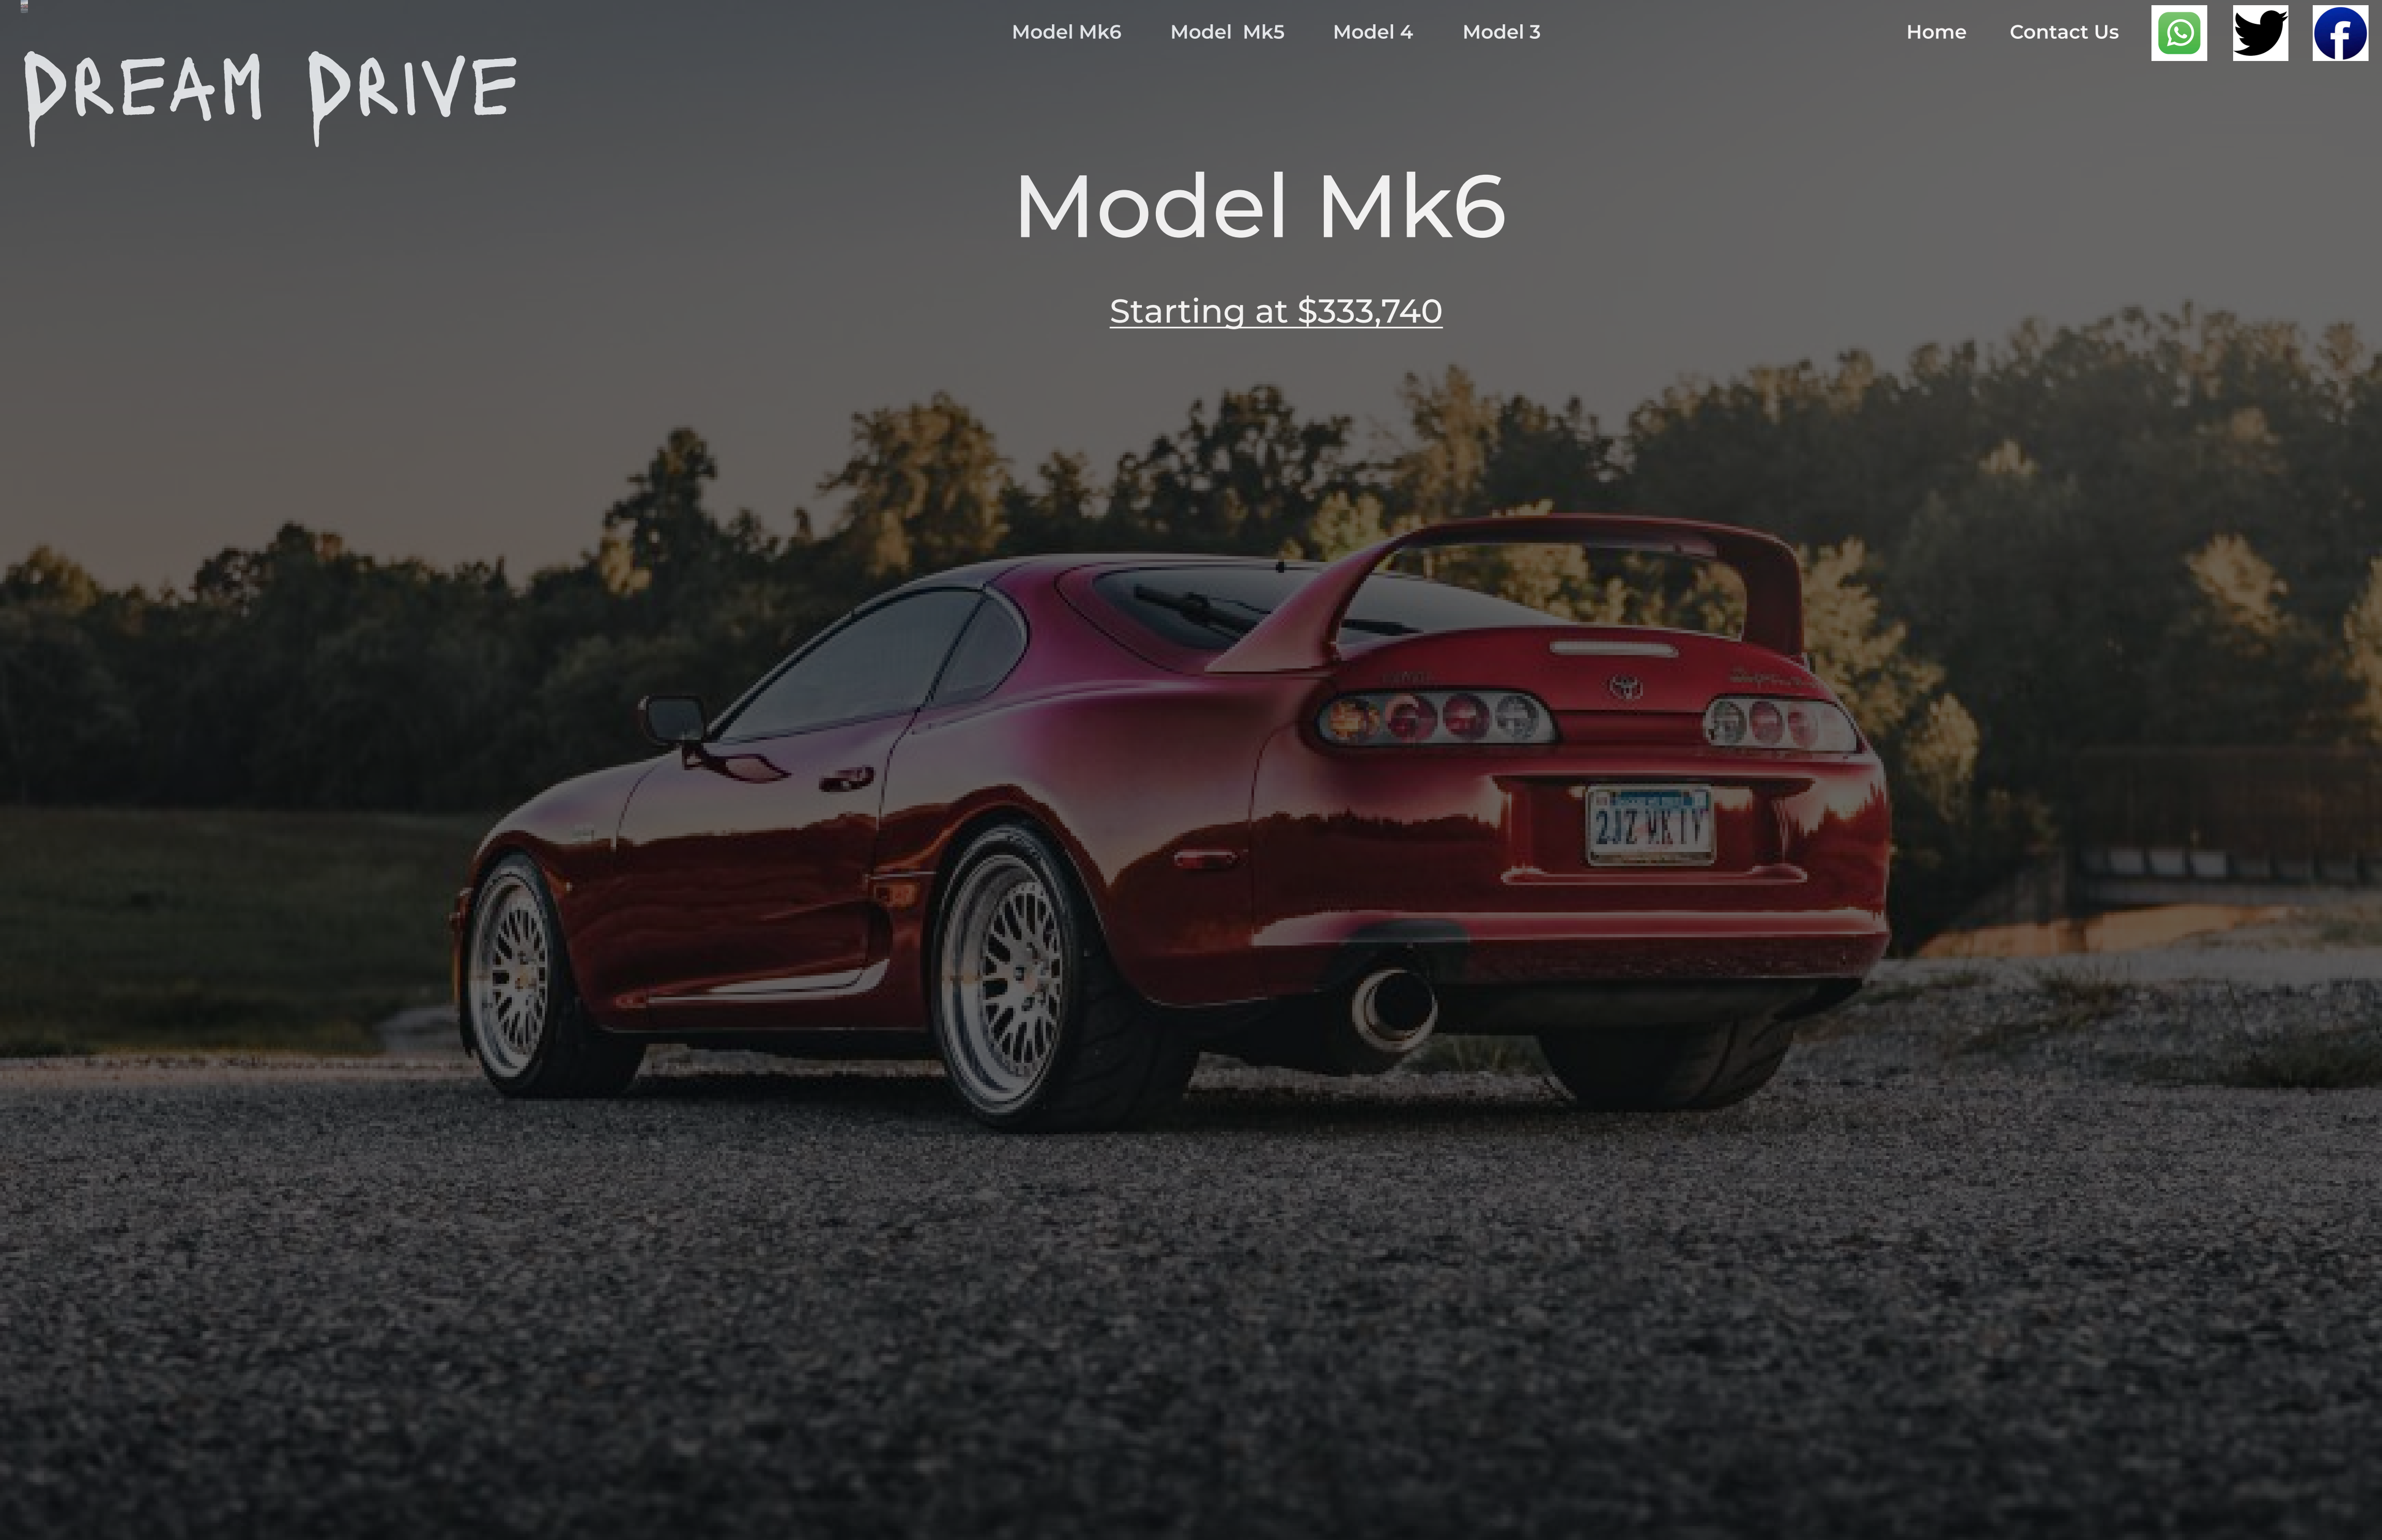 Model Mk6 Model Mk5 Model 4 Model 3 Home Contact Us
DREAM DRIVE
Model Mk6
Starting at $333,740
2JZ MKIV